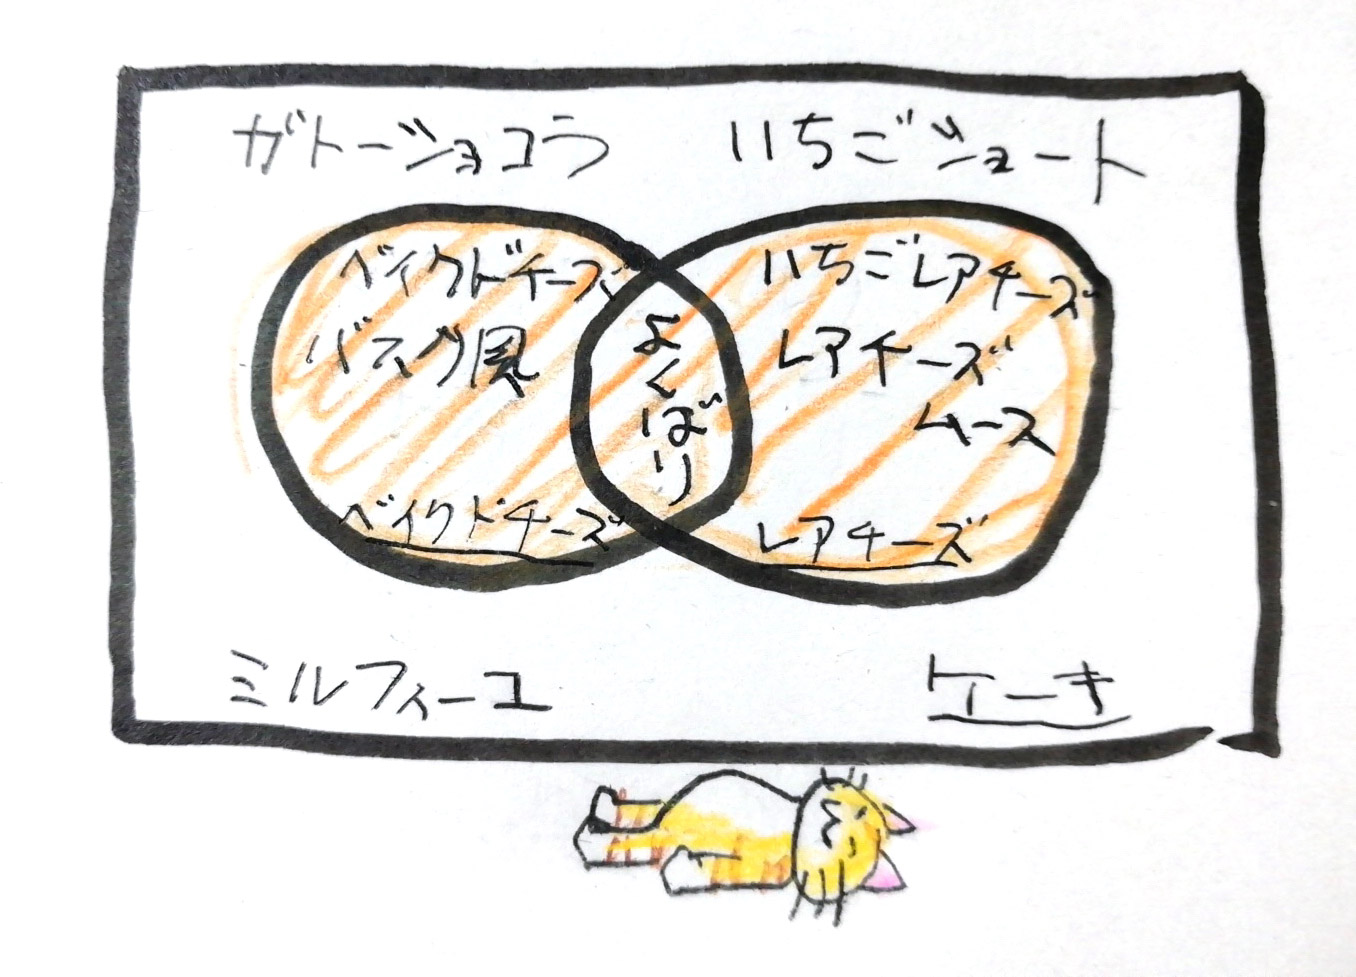 ガトーショコラ
いちごショート
ベイクドチーズ
バスク風
よくばり
いちごレアチーズ
レアチーズ
ムース
ベイクドチーズ
レアチーズ
ミルフィーユ
ケーキ